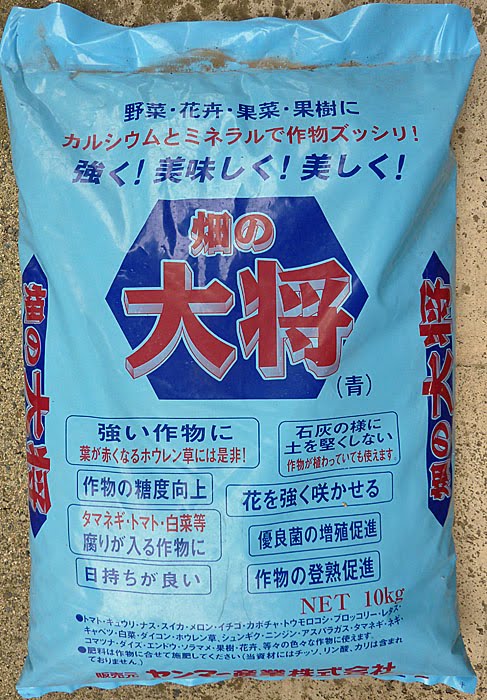 野菜・花卉・果菜・果樹に
カルシウムとミネラルで作物ズッシリ!
強く!美味しく!美しく!
畑の
大将
(青)
畑の大将
畑の大将
強い作物に
葉が赤くなるホウレン草には是非!
石灰の様に
土を堅くしない
作物が植わっていても使えます。
作物の糖度向上
花を強く咲かせる
タマネギ・トマト・白菜等
腐りが入る作物に
優良菌の増殖促進
日持ちが良い
作物の登熟促進
NET 10kg
●トマト・キュウリ・ナス・スイカ・メロン・イチゴ・カボチャ・トウモロコシ・ブロッコリー・レタス・
キャベツ・白菜・ダイコン・ホウレン草、シュンギク・ニンジン・アスパラガス・タマネギ・ネギ・
コマツナ・ダイズ・エンドウ・ソラマメ・果樹・花卉、等々の色々な作物に使えます。
●肥料は作物に合せて施肥してください(当資材にはチッソ、リン酸、カリは含まれ
ておりません。)
販売元 ヤンマー産業株式会社